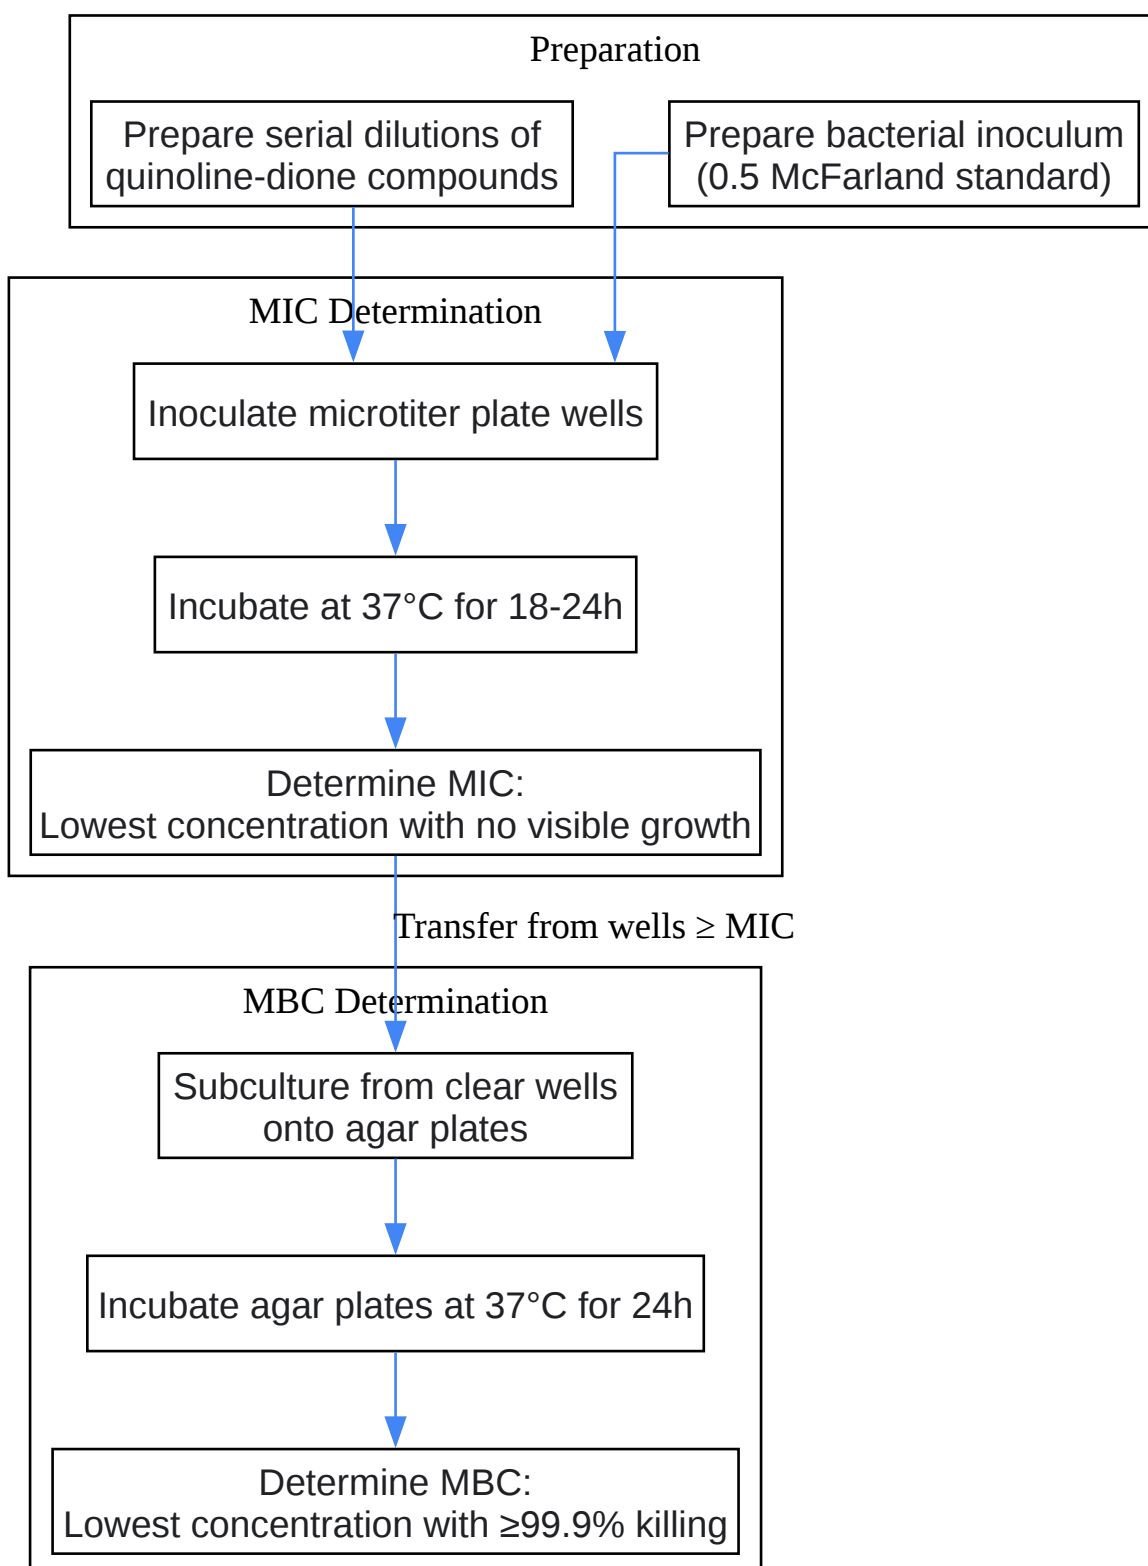 Preparation
Prepare serial dilutions of
quinoline-dione compounds
Prepare bacterial inoculum
(0.5 McFarland standard)
MIC Determination
Inoculate microtiter plate wells
Incubate at 37°C for 18-24h
Determine MIC:
Lowest concentration with no visible growth
Transfer from wells ≥ MIC
MBC Determination
Subculture from clear wells
onto agar plates
Incubate agar plates at 37°C for 24h
Determine MBC:
Lowest concentration with ≥99.9% killing